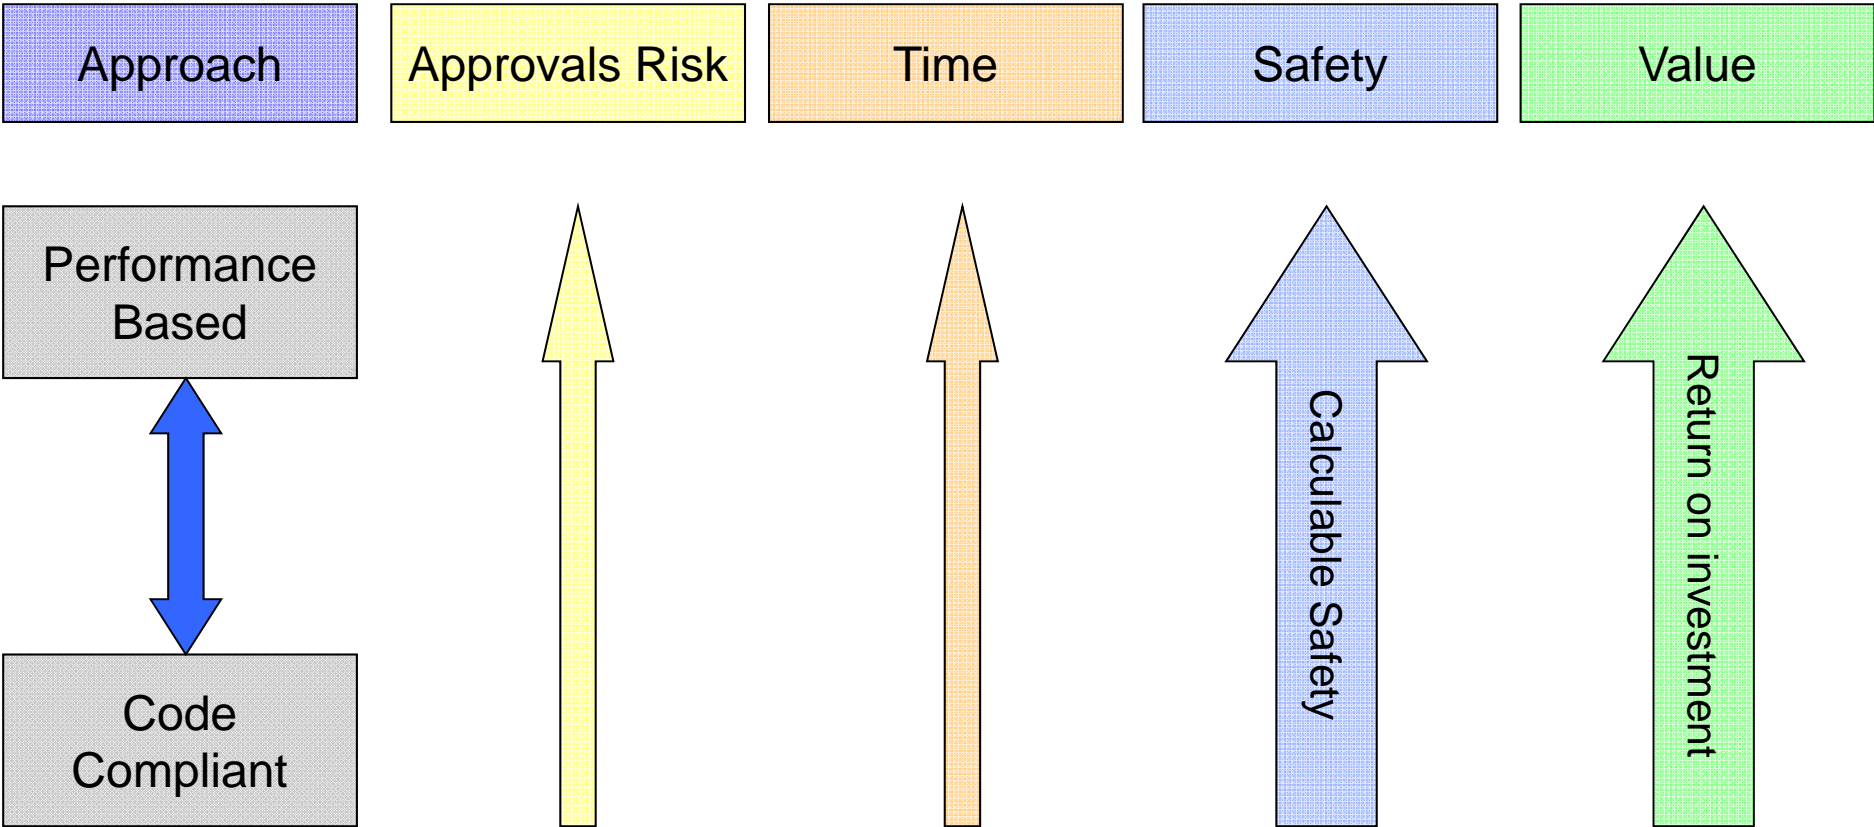 Approach
Approvals Risk
Time
Safety
Value
Performance
Based
Code
Compliant
Calculable Safety
Return on investment